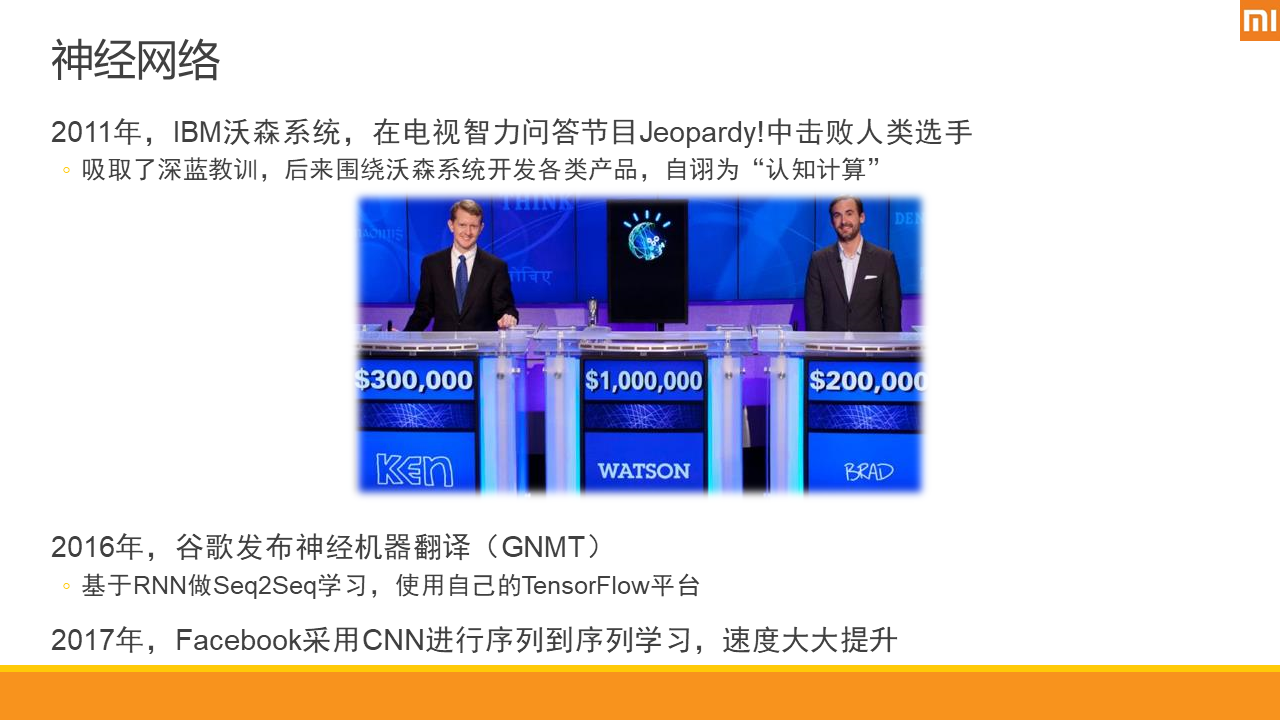 神经网络
2011年，IBM沃森系统，在电视智力问答节目Jeopardy!中击败人类选手
◦ 吸取了深蓝教训，后来围绕沃森系统开发各类产品，自诩为“认知计算”
THINK
DEN
$300,000
$1,000,000
$200,000
KEN
WATSON
BRAD
2016年，谷歌发布神经机器翻译（GNMT）
◦ 基于RNN做Seq2Seq学习，使用自己的TensorFlow平台
2017年，Facebook采用CNN进行序列到序列学习，速度大大提升